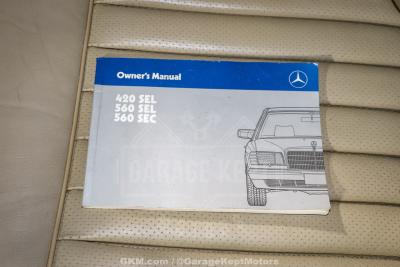 Owner's Manual
420 SEL
560 SEL
560 SEC
GARAGE KEPT
GKM.com / @GarageKeptMotors